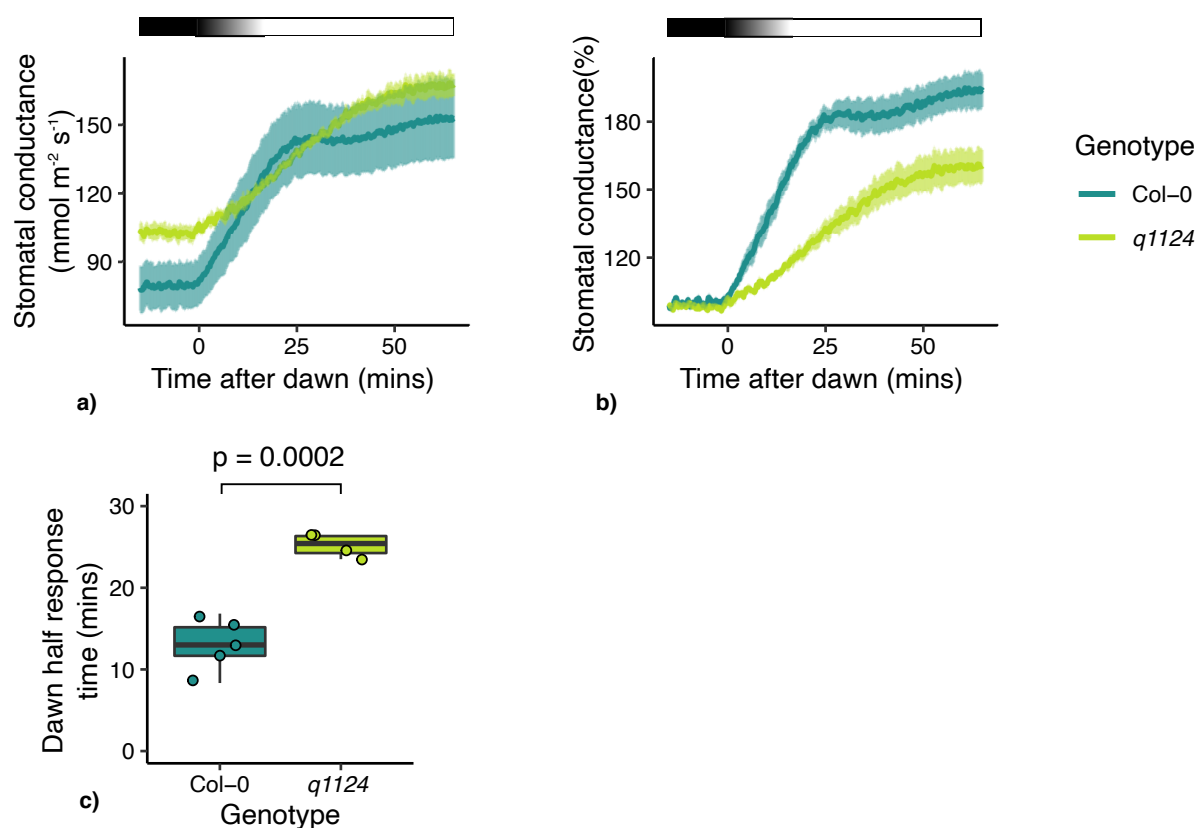 Stomatal conductance
(mmol m⁻² s⁻¹)
150
120
90
0
25
50
Time after dawn (mins)
a)
Stomatal conductance(%)
180
150
120
0
25
50
Time after dawn (mins)
b)
Genotype
Col−0
q1124
p = 0.0002
Dawn half response
time (mins)
30
20
10
0
Col−0
q1124
Genotype
c)